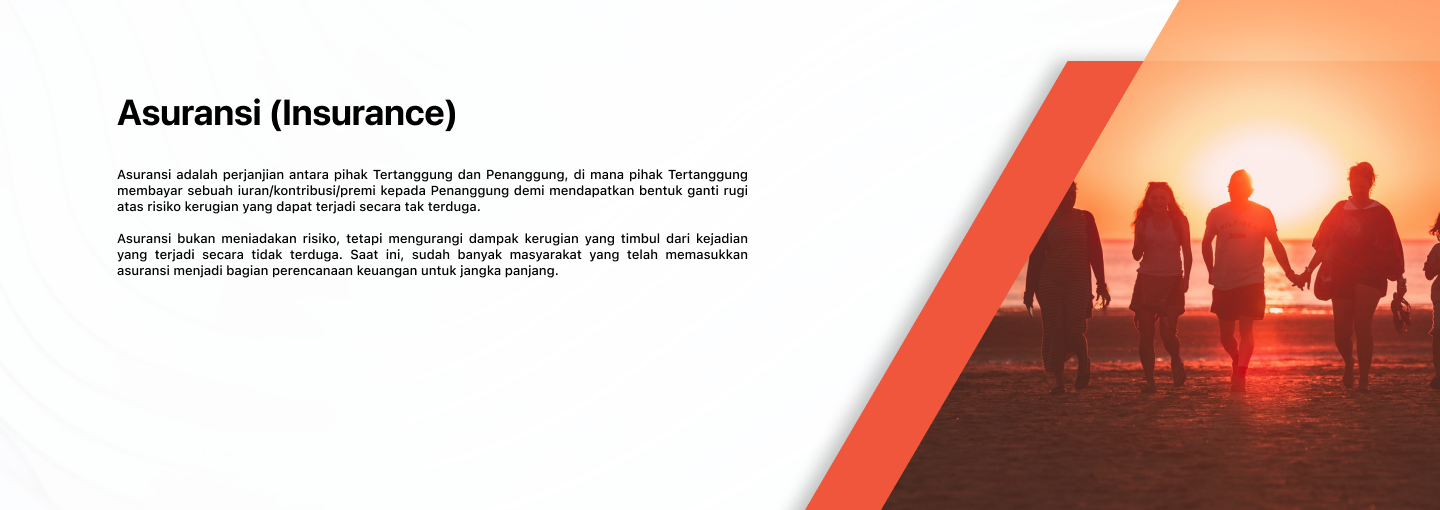 Asuransi (Insurance)
Asuransi adalah perjanjian antara pihak Tertanggung dan Penanggung, di mana pihak Tertanggung
membayar sebuah iuran/kontribusi/premi kepada Penanggung demi mendapatkan bentuk ganti rugi
atas risiko kerugian yang dapat terjadi secara tak terduga.
Asuransi bukan meniadakan risiko, tetapi mengurangi dampak kerugian yang timbul dari kejadian
yang terjadi secara tidak terduga. Saat ini, sudah banyak masyarakat yang telah memasukkan
asuransi menjadi bagian perencanaan keuangan untuk jangka panjang.